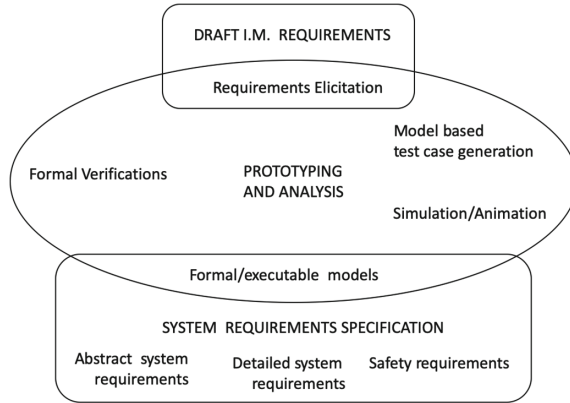 DRAFT I.M. REQUIREMENTS
Requirements Elicitation
Model based
test case generation
Formal Verifications
PROTOTYPING
AND ANALYSIS
Simulation/Animation
Formal/executable models
SYSTEM REQUIREMENTS SPECIFICATION
Abstract system
requirements
Detailed system
requirements
Safety requirements